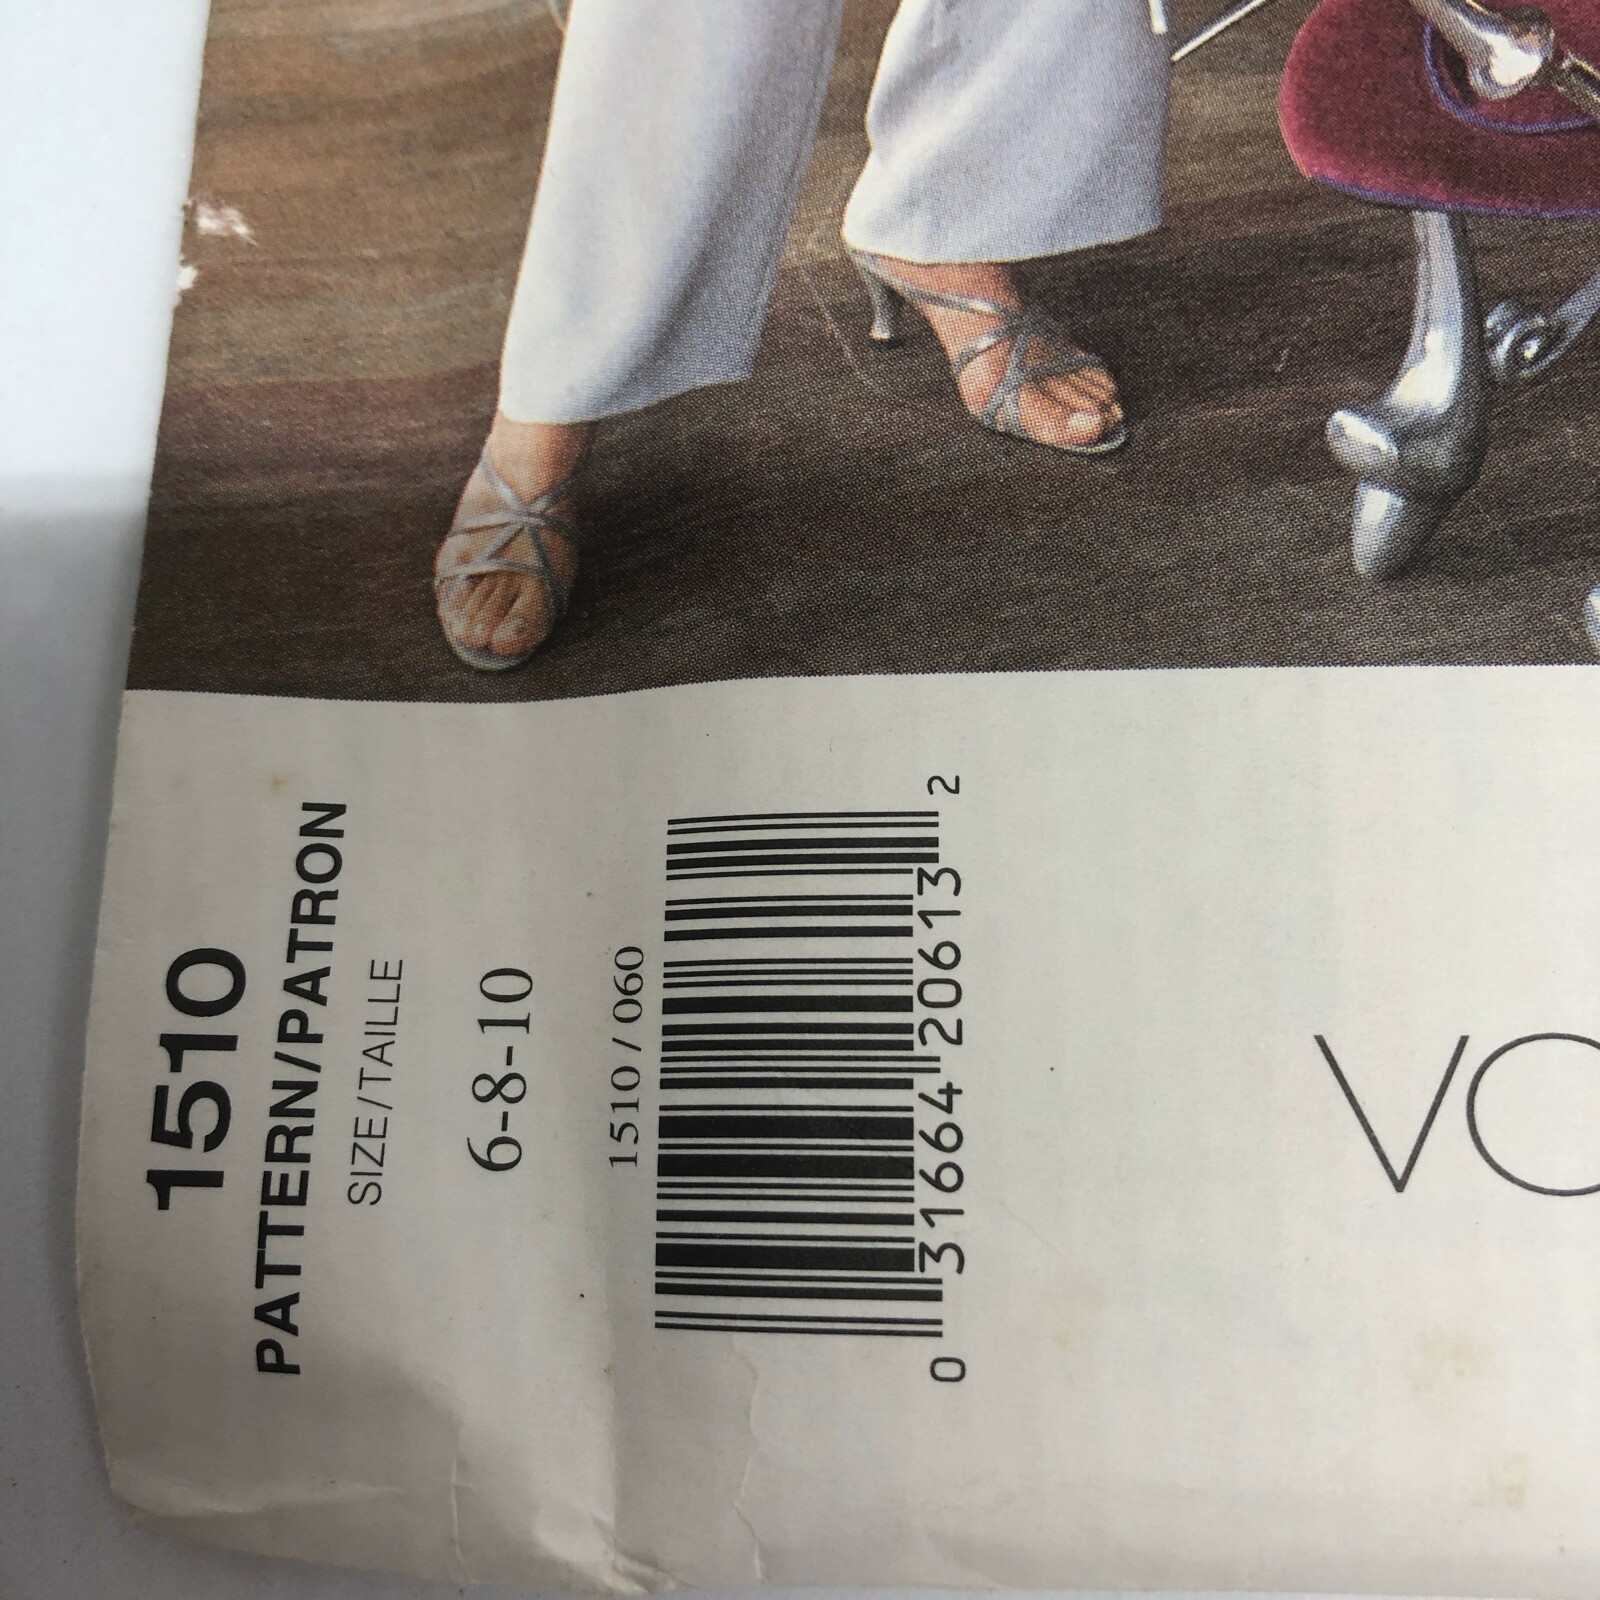 1510
PATTERN/PATRON
SIZE/TAILLE
6-8-10
1510 / 060
0 31664 20613 2
VO